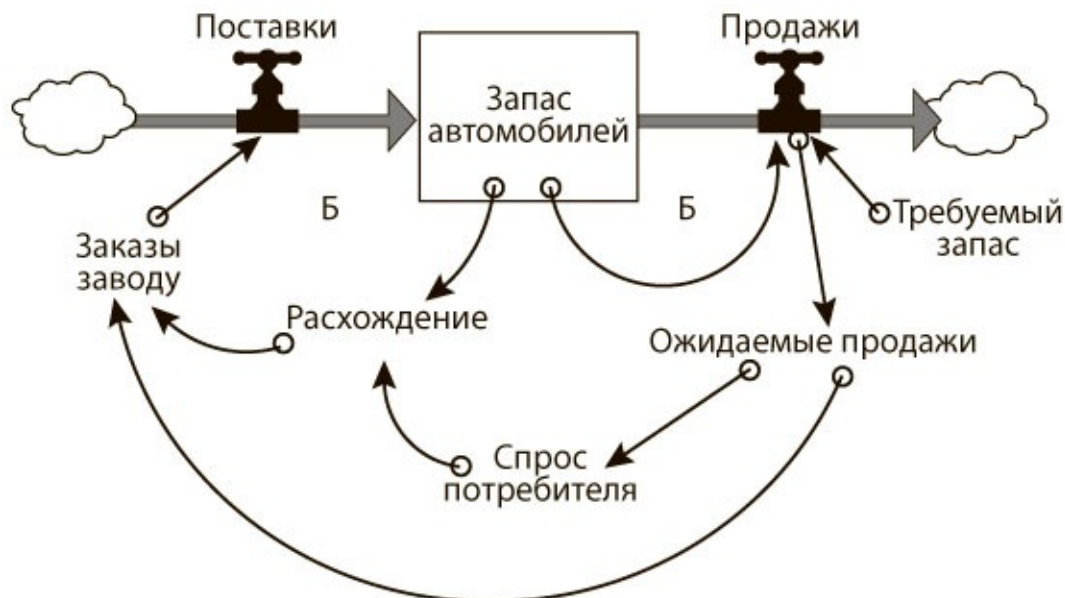 Поставки
Продажи
Запас
автомобилей
Б
Б
Требуемый
запас
Заказы
заводу
Расхождение
Ожидаемые продажи
Спрос
потребителя